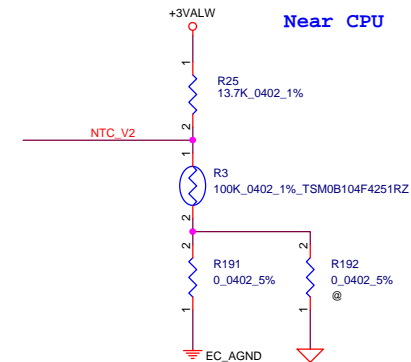 +3VALW
Near CPU
1
R25
13.7K_0402_1%
2
NTC_V2
1
R3
100K_0402_1%_TSM0B104F4251RZ
2
2
2
R191
0_0402_5%
R192
0_0402_5%
@
1
1
EC_AGND